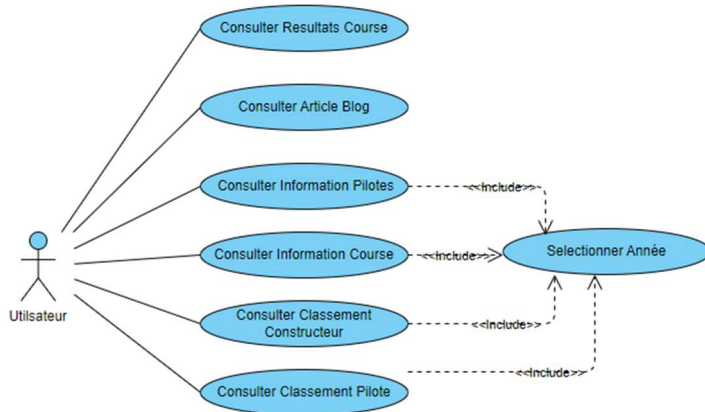 Consulter Resultats Course
Consulter Article Blog
Consulter Information Pilotes
<<Include>>
Consulter Information Course
<<Include>>
Selectionner Année
Utilsateur
Consulter Classement
Constructeur
<<Include>>
Consulter Classement Pilote
<<Include>>